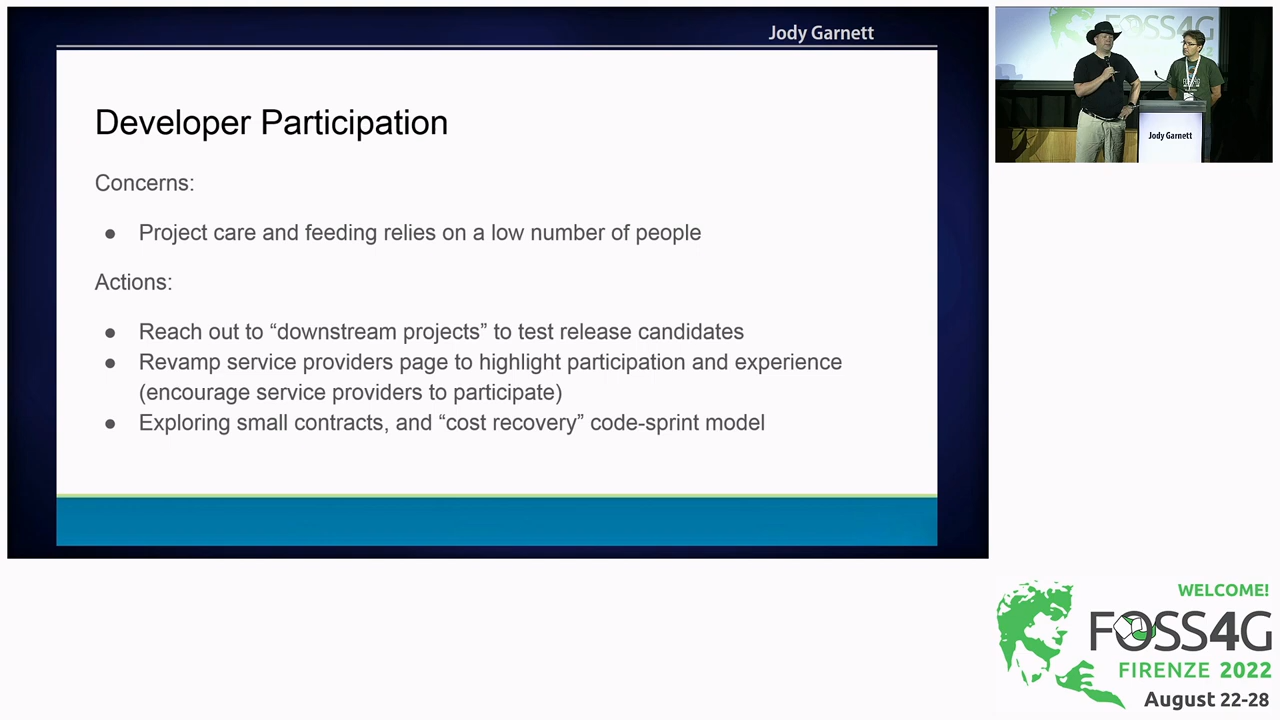 Jody Garnett
Developer Participation
Concerns:
● Project care and feeding relies on a low number of people
Actions:
● Reach out to “downstream projects” to test release candidates
● Revamp service providers page to highlight participation and experience
(encourage service providers to participate)
● Exploring small contracts, and “cost recovery” code-sprint model
FOSS4G
Jody Garnett
WELCOME!
FOSS4G
FIRENZE 2022
August 22-28